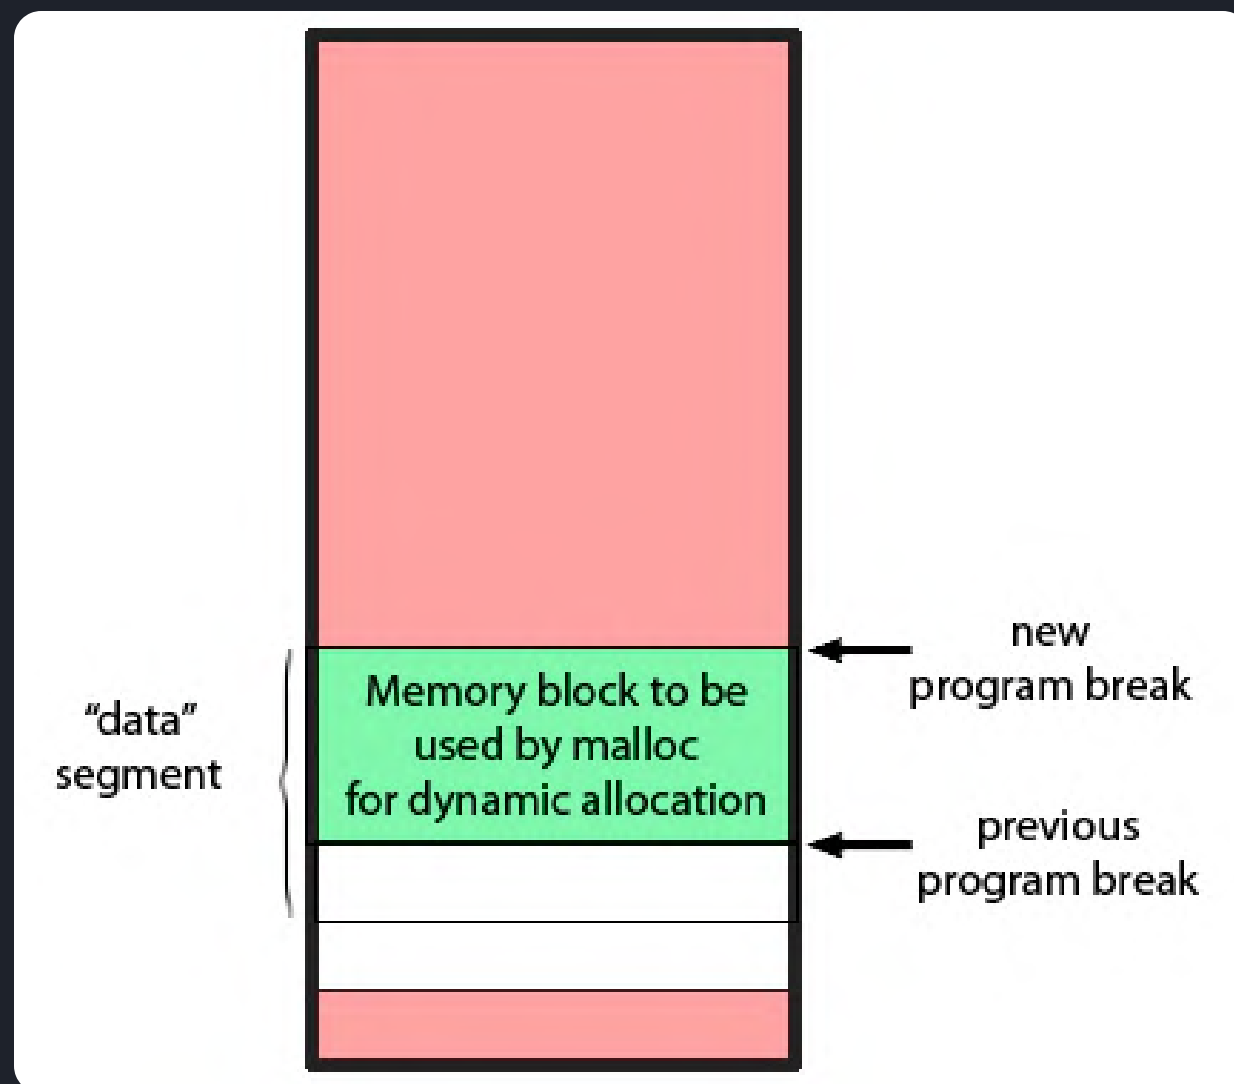 new
program break
“data”
segment
Memory block to be
used by malloc
for dynamic allocation
previous
program break